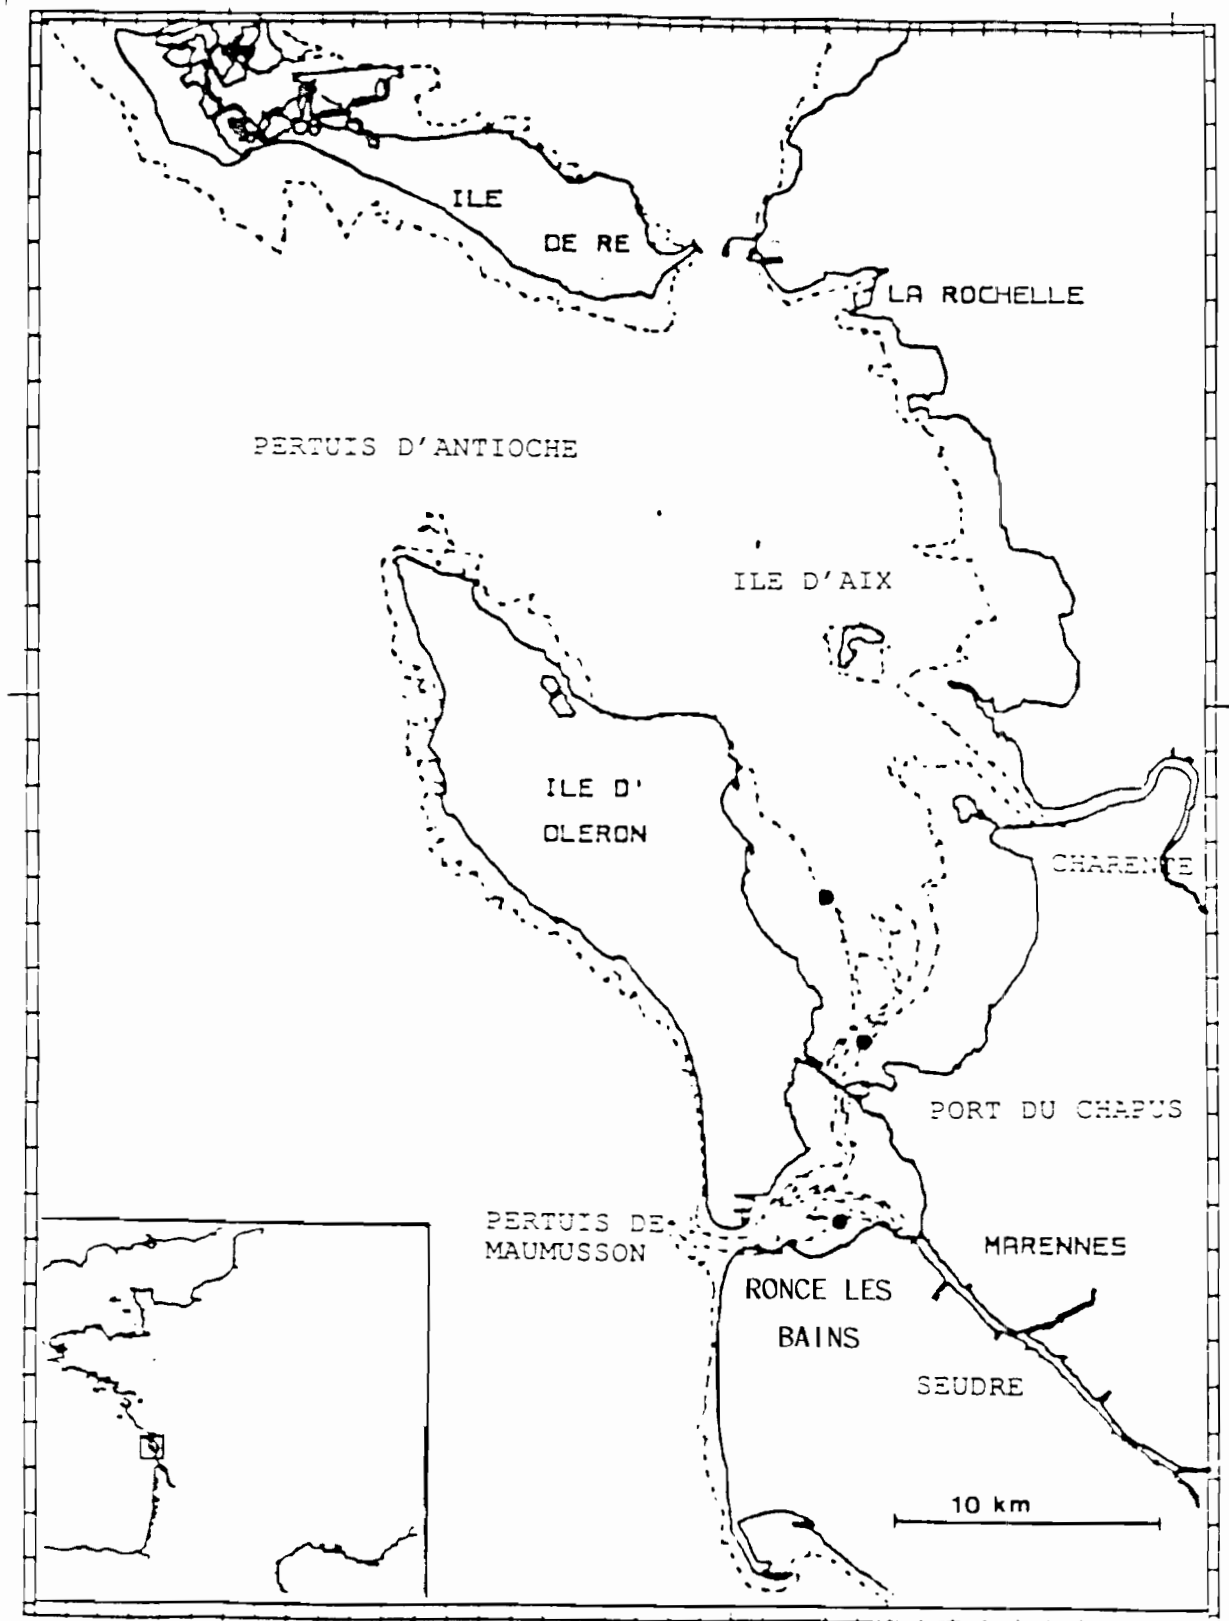 ILE
DE RE
LA ROCHELLE
PERTUIS D'ANTIOCHE
ILE D'AIX
ILE D'
OLERON
CHARENTE
PORT DU CHAPUS
PERTUIS DE
MAUMUSSON
MARENNES
RONCE LES
BAINS
SEUDRE
10 km